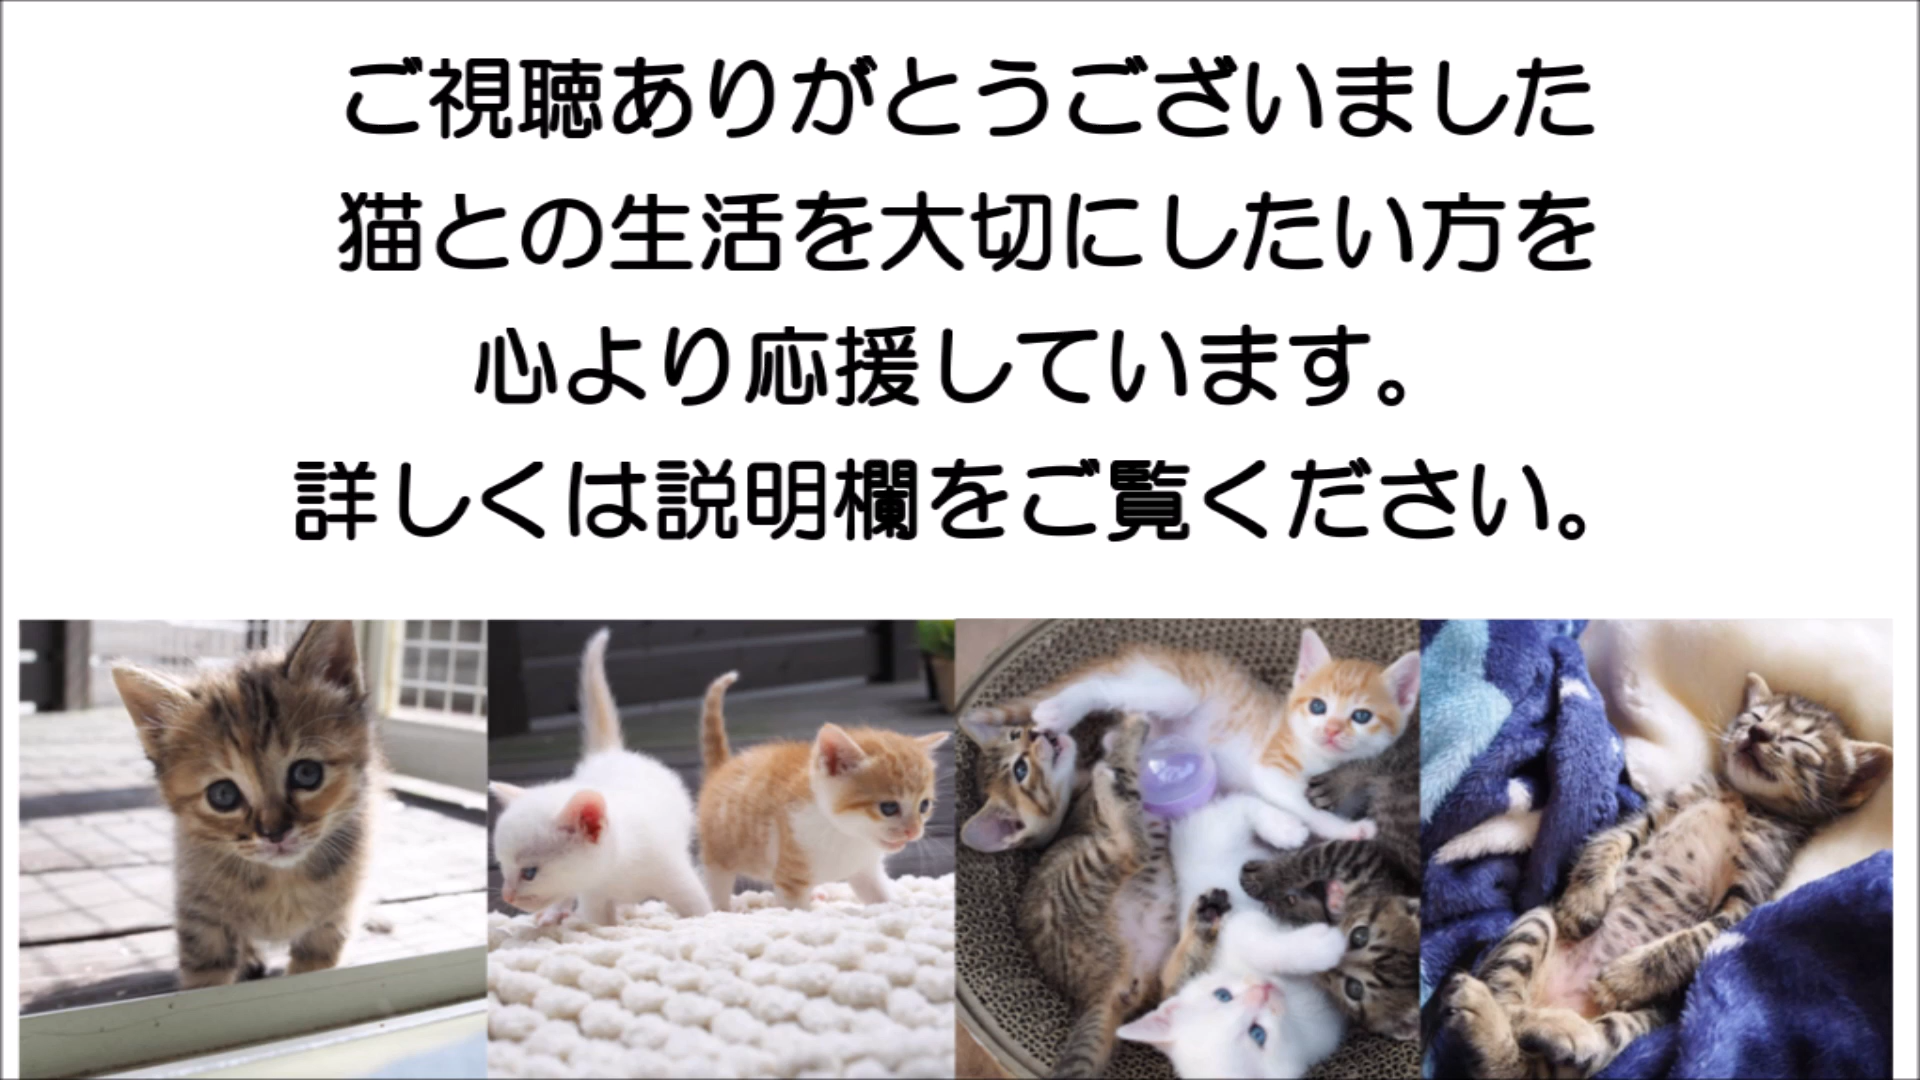 ご視聴ありがとうございました
猫との生活を大切にしたい方を
心より応援しています。
詳しくは説明欄をご覧ください。